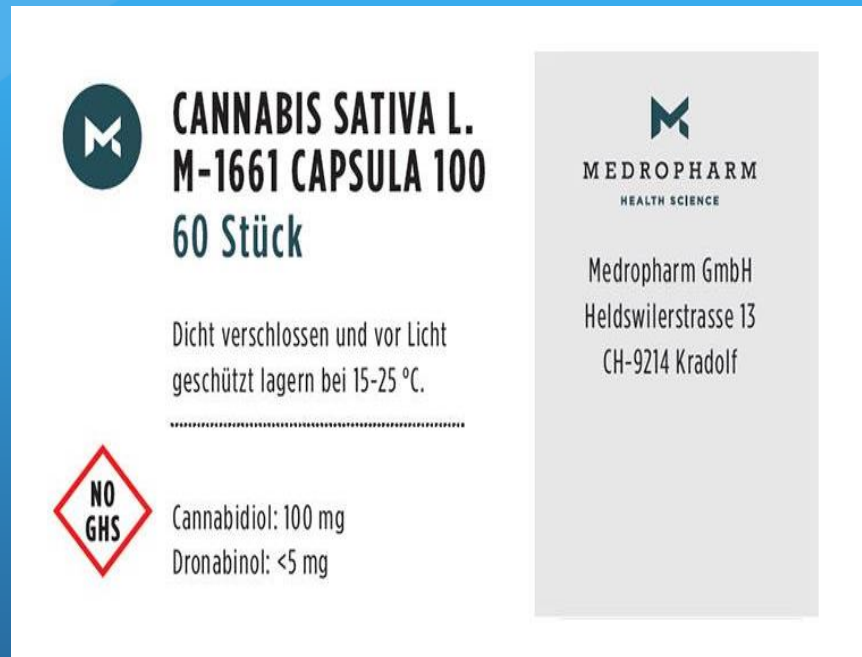 CANNABIS SATIVA L.
M-1661 CAPSULA 100
60 Stück
Dicht verschlossen und vor Licht
geschützt lagern bei 15-25 °C.
NO
GHS
Cannabidiol: 100 mg
Dronabinol: <5 mg
MEDROPHARM
HEALTH SCIENCE
Medropharm GmbH
Heldswilerstrasse 13
CH-9214 Kradolf